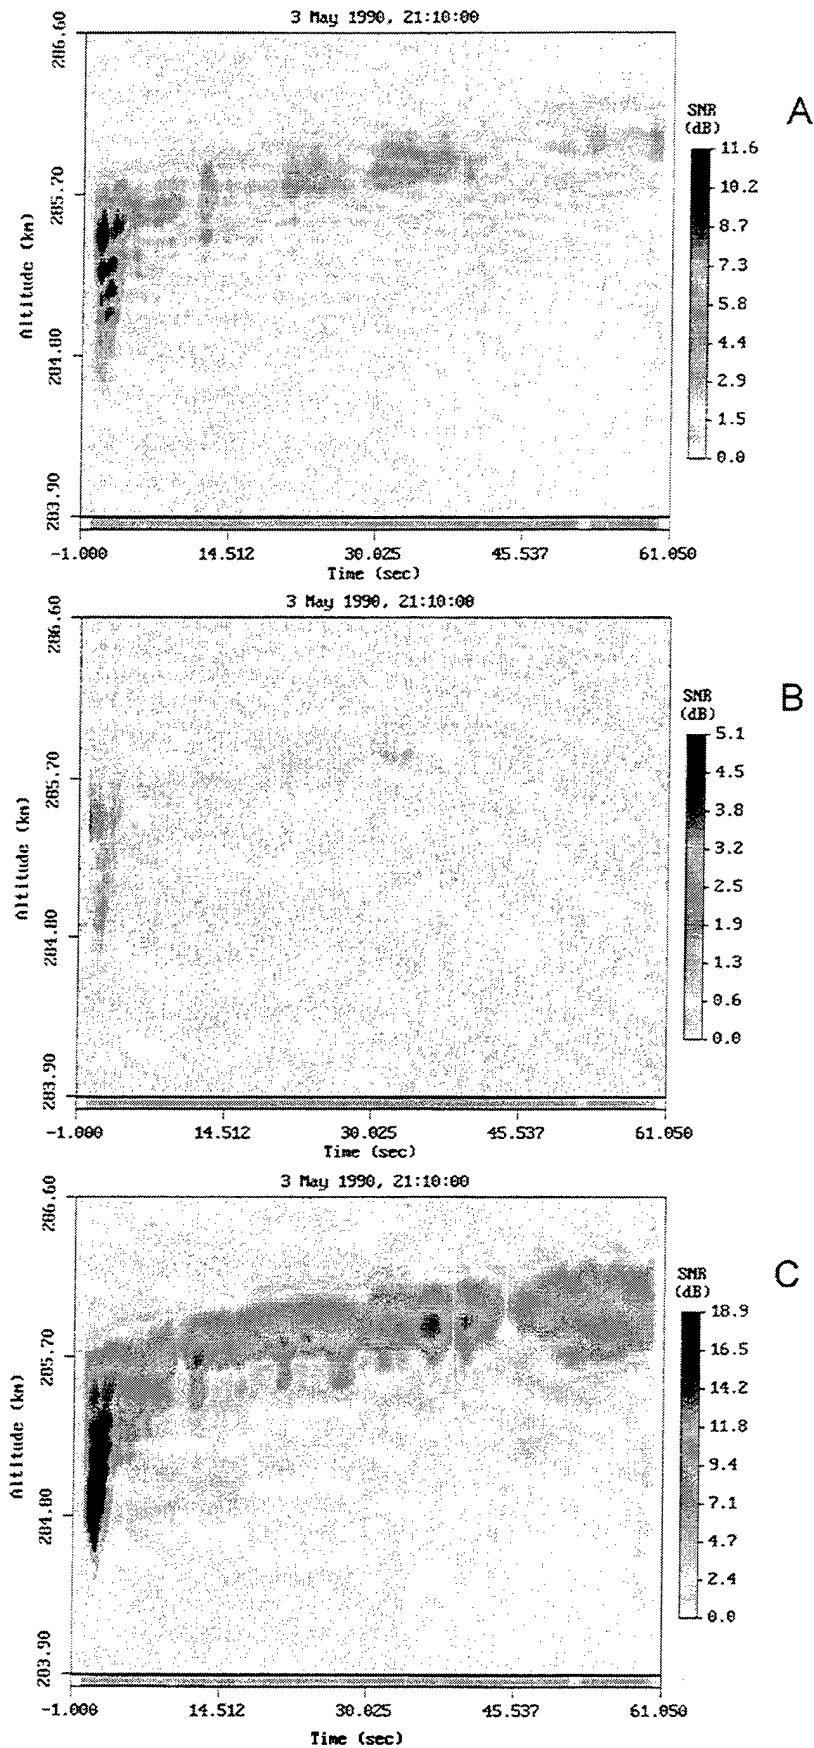 3 May 1990, 21:10:00
286.60
285.70
284.80
283.90
Altitude (km)
-1.000 14.512 30.025 45.537 61.050
Time (sec)
SNR
(dB)
11.6
10.2
8.7
7.3
5.8
4.4
2.9
1.5
0.0
A
3 May 1990, 21:10:00
286.60
285.70
284.80
283.90
Altitude (km)
-1.000 14.512 30.025 45.537 61.050
Time (sec)
SNR
(dB)
5.1
4.5
3.8
3.2
2.5
1.9
1.3
0.6
0.0
B
3 May 1990, 21:10:00
286.60
285.70
284.80
283.90
Altitude (km)
-1.000 14.512 30.025 45.537 61.050
Time (sec)
SNR
(dB)
18.9
16.5
14.2
11.8
9.4
7.1
4.7
2.4
0.0
C